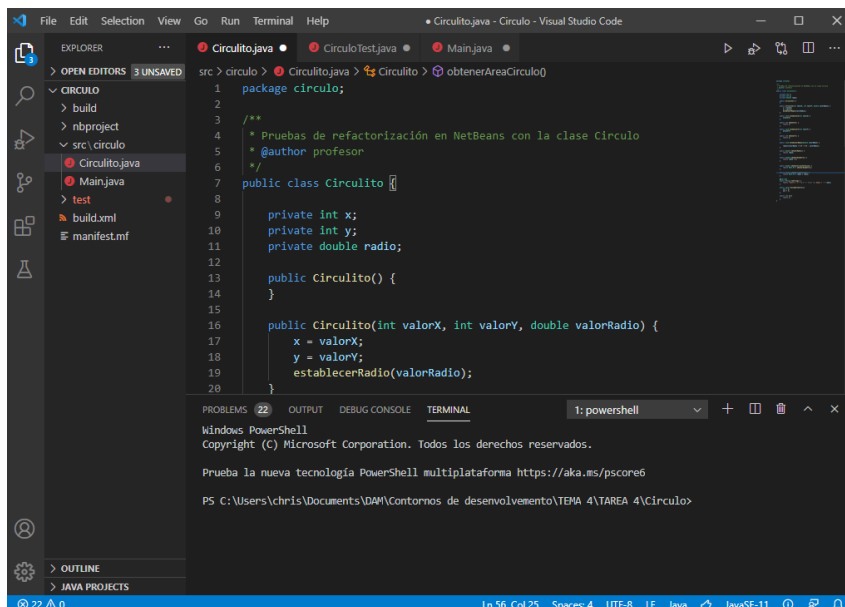 File Edit Selection View Go Run Terminal Help
● Circulito.java - Circulo - Visual Studio Code
EXPLORER
Circulito.java ●
CirculoTest.java ●
Main.java ●
OPEN EDITORS 3 UNSAVED
src > circulo > Circulito.java > Circulito > obtenerAreaCirculo()
CIRCULO
build
nbproject
src \ circulo
Circulito.java
Main.java
test
build.xml
manifest.mf
1 package circulo;
2
3 /**
4 * Pruebas de refactorización en NetBeans con la clase Circulo
5 * @author profesor
6 */
7 public class Circulito {
8
9 private int x;
10 private int y;
11 private double radio;
12
13 public Circulito() {
14 }
15
16 public Circulito(int valorX, int valorY, double valorRadio) {
17 x = valorX;
18 y = valorY;
19 establecerRadio(valorRadio);
20 }
PROBLEMS 22 OUTPUT DEBUG CONSOLE TERMINAL 1: powershell
Windows PowerShell
Copyright (C) Microsoft Corporation. Todos los derechos reservados.
Prueba la nueva tecnología PowerShell multiplataforma https://aka.ms/pscore6
PS C:\Users\chris\Documents\DAM\Contornos de desenvolvemento\TEMA 4\TAREA 4\Circulo>
OUTLINE
JAVA PROJECTS
22 0 Ln 56, Col 25 Spaces: 4 UTF-8 LF Java JavaSE-11